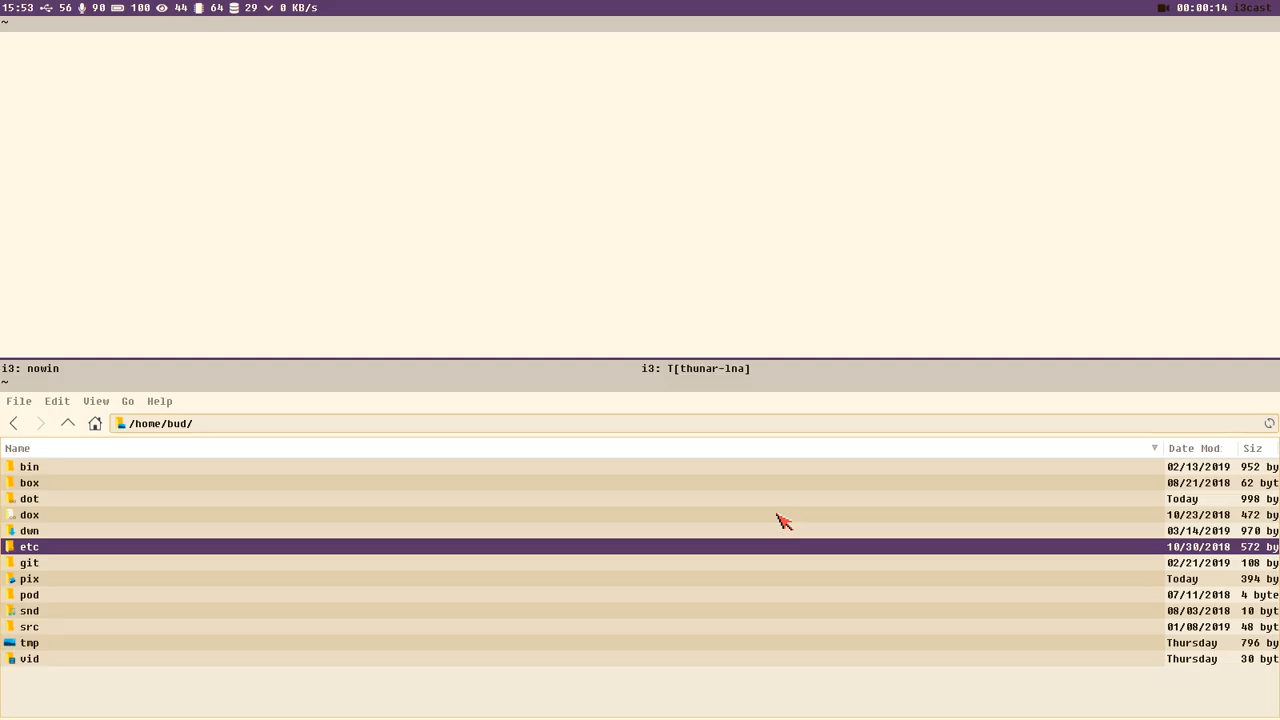 15:53 56 90 100 44 64 29 0 KB/s 00:00:14 i3cast
~
i3: nowin i3: T[thunar-lna]
~
File Edit View Go Help
/home/bud/
Name Date Mod Siz
bin 02/13/2019 952 by
box 08/21/2018 62 byt
dot Today 998 by
dox 10/23/2018 472 by
dwn 03/14/2019 970 by
etc 10/30/2018 572 by
git 02/21/2019 108 by
pix Today 394 by
pod 07/11/2018 4 byte
snd 08/03/2018 10 byt
src 01/08/2019 48 byt
tmp Thursday 796 by
vid Thursday 30 byt